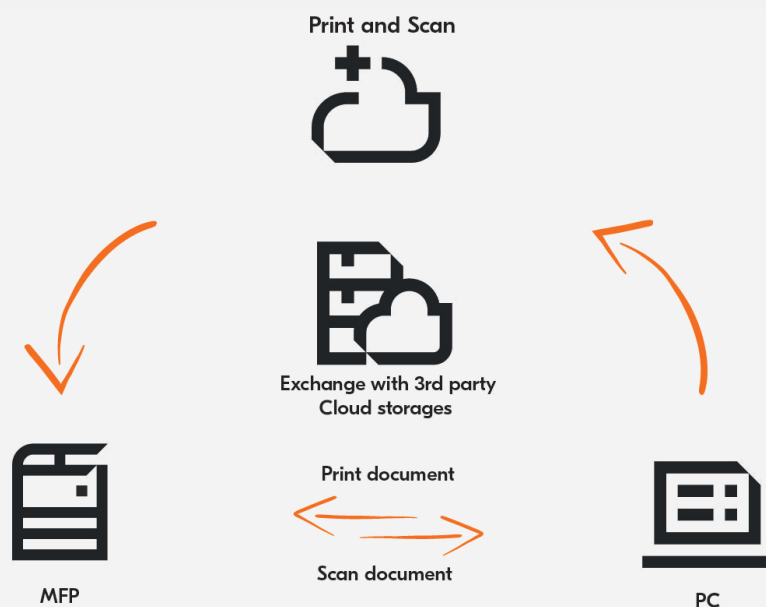 Print and Scan
Exchange with 3rd party
Cloud storages
Print document
Scan document
MFP
PC